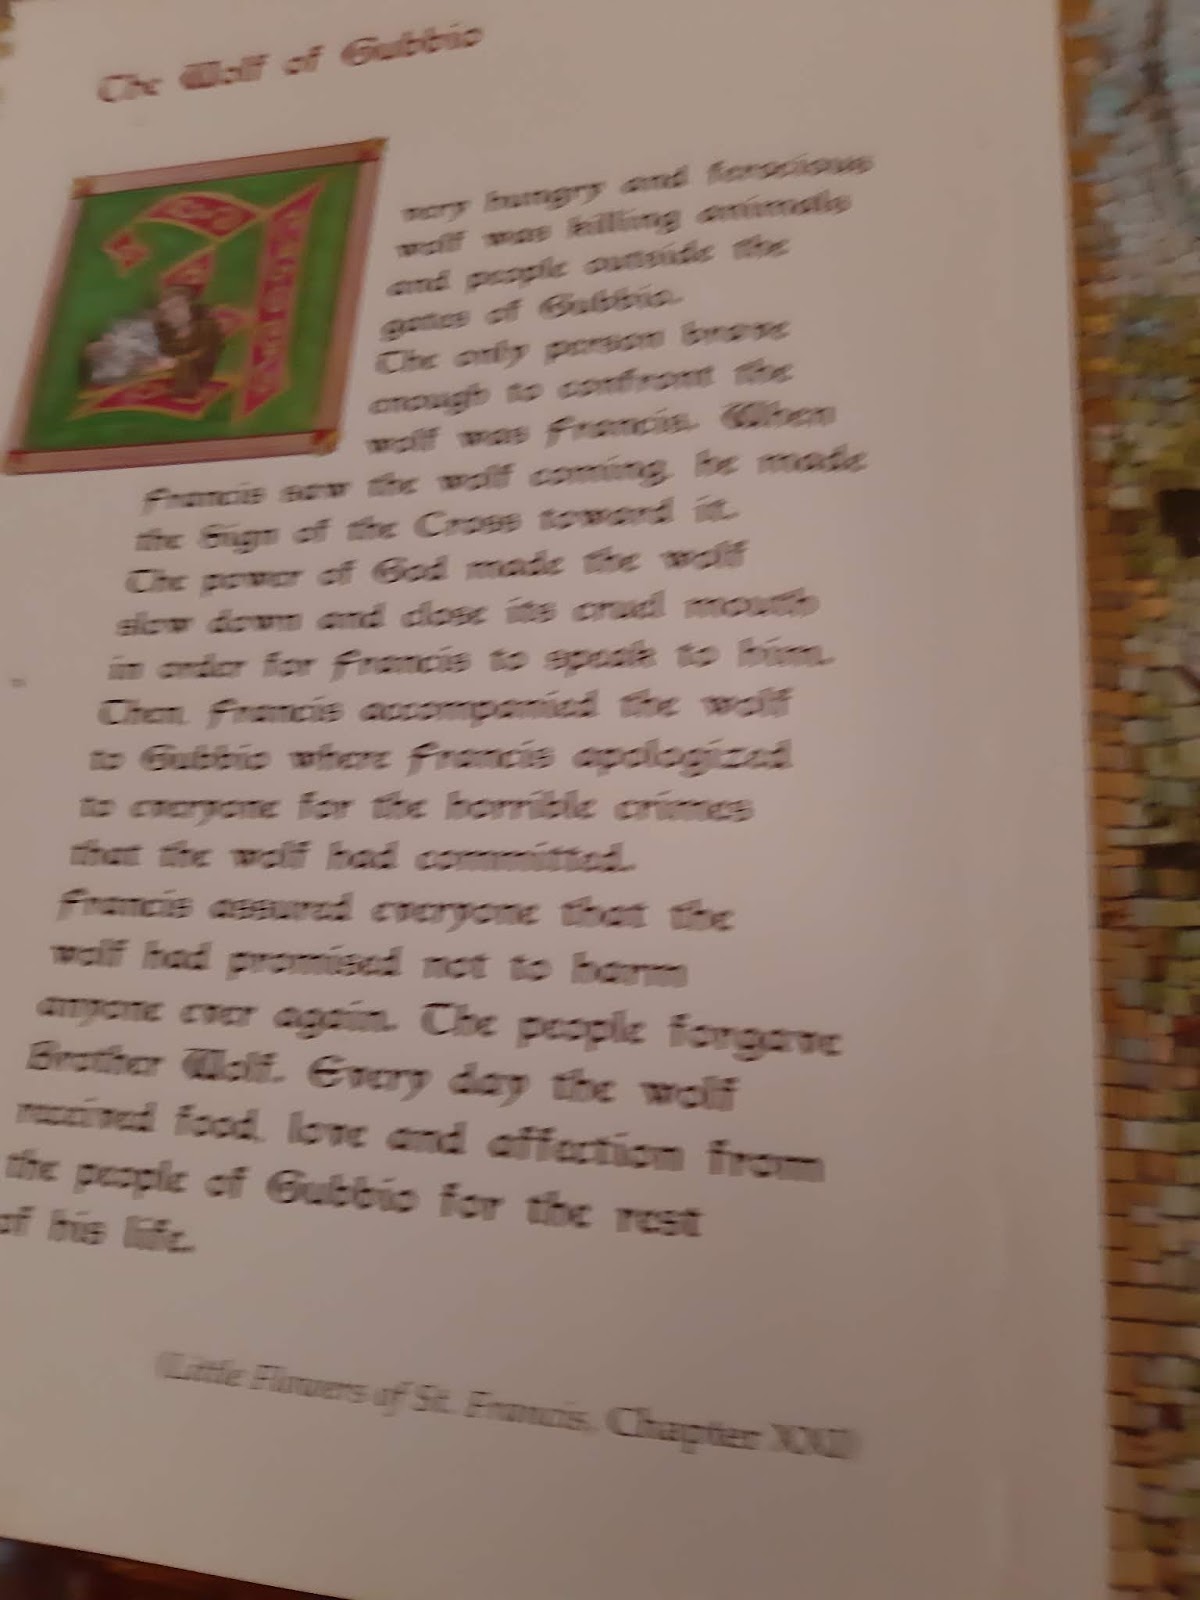 The Wolf of Gubbio
A very hungry and ferocious
wolf was killing animals
and people outside the
gates of Gubbio.
The only person brave
enough to confront the
wolf was Francis. When
Francis saw the wolf coming, he made
the Sign of the Cross toward it.
The power of God made the wolf
slow down and close its cruel mouth
in order for Francis to speak to him.
Then, Francis accompanied the wolf
to Gubbio where Francis apologized
to everyone for the horrible crimes
that the wolf had committed.
Francis assured everyone that the
wolf had promised not to harm
anyone ever again. The people forgave
Brother Wolf. Every day the wolf
received food, love and affection from
the people of Gubbio for the rest
of his life.
(Little Flowers of St. Francis, Chapter XXI)